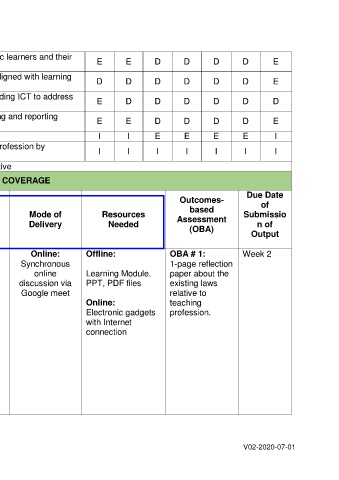 c learners and their
E E D D D D E
ligned with learning
D D D D D D E
ding ICT to address
E D D D D D D
ng and reporting
E E D D D D E
I I E E E E I
rofession by
I I I I I I I
tive
COVERAGE
Mode of
Delivery
Resources
Needed
Outcomes-
based
Assessment
(OBA)
Due Date
of
Submissio
n of
Output
Online:
Synchronous
online
discussion via
Google meet
Offline:
Learning Module,
PPT, PDF files
Online:
Electronic gadgets
with Internet
connection
OBA # 1:
1-page reflection
paper about the
existing laws
relative to
teaching
profession.
Week 2
V02-2020-07-01